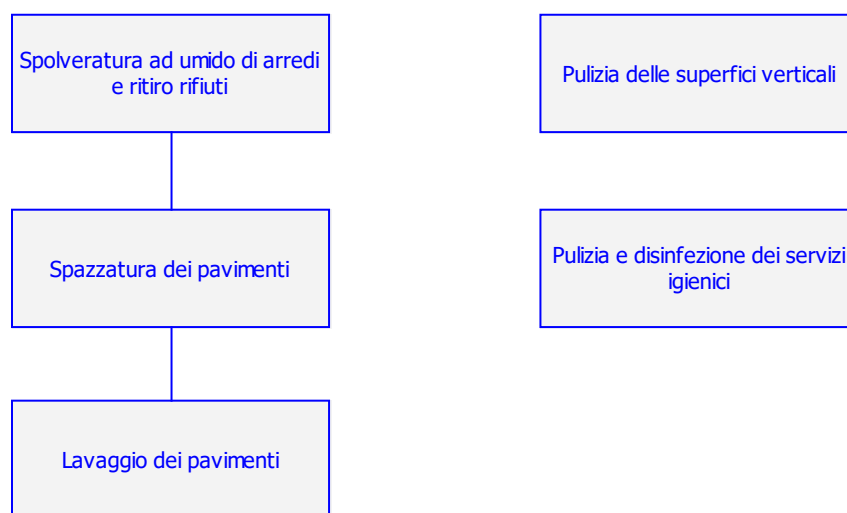 Spolveratura ad umido di arredi
e ritiro rifiuti
Pulizia delle superfici verticali
Spazzatura dei pavimenti
Pulizia e disinfezione dei servizi
igienici
Lavaggio dei pavimenti